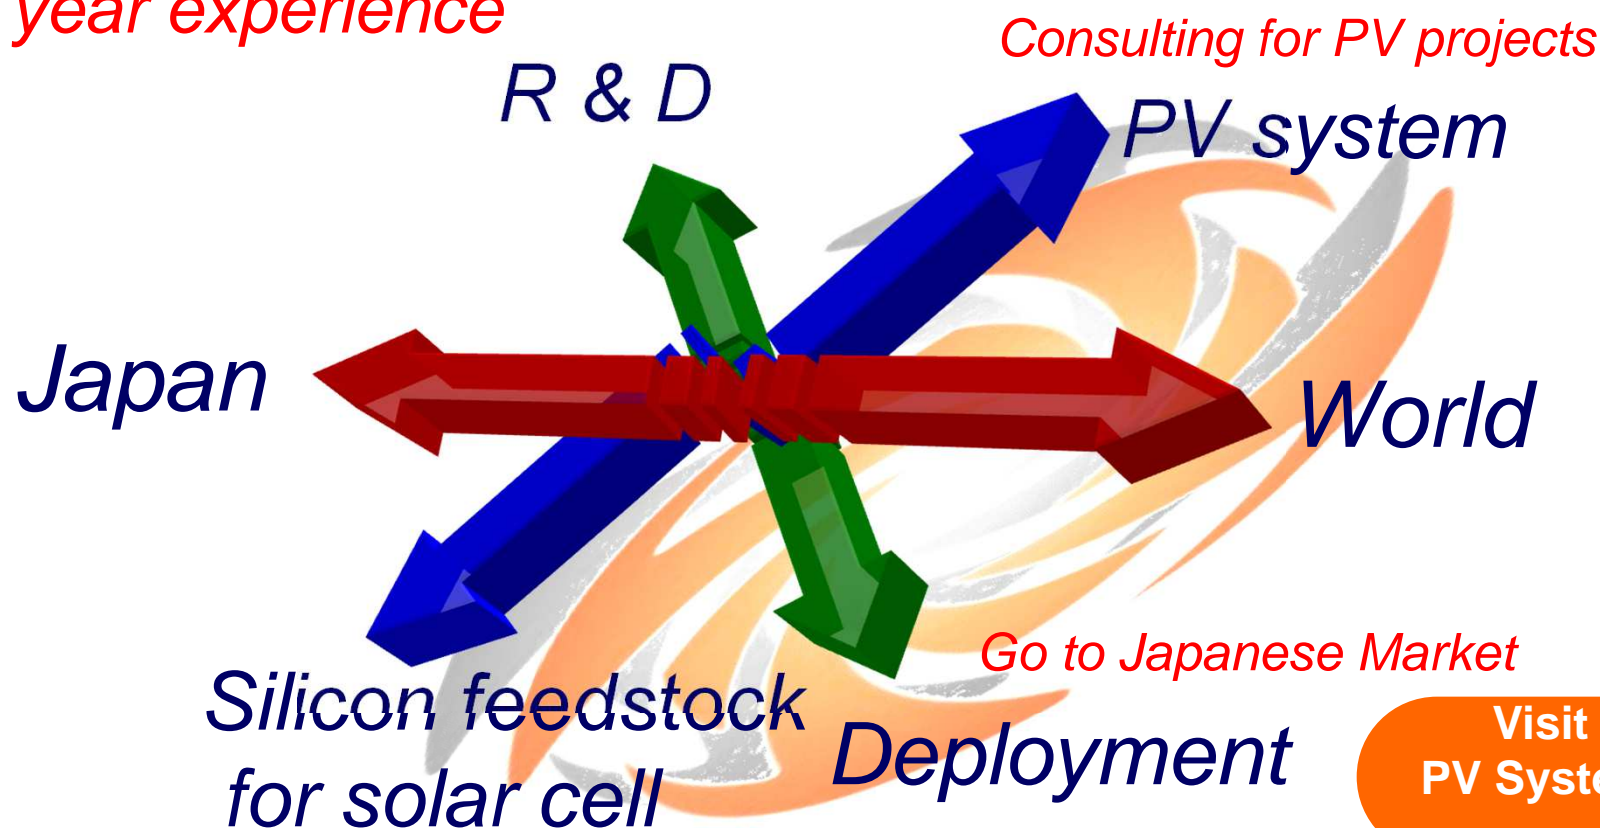 year experience
Consulting for PV projects
R & D
PV system
Japan
World
Go to Japanese Market
Silicon feedstock
for solar cell
Deployment
Visit
PV